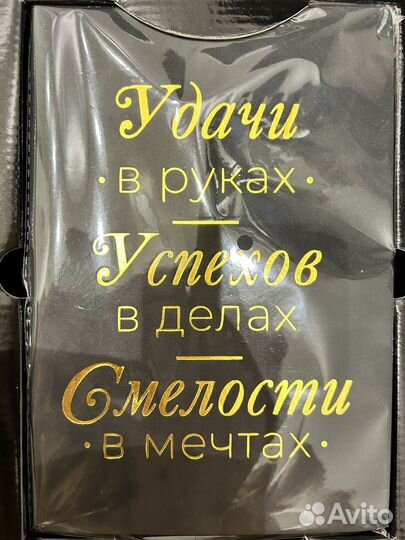 Удачи
· в руках ·
Успехов
в делах
Смелости
· в мечтах ·
Avito